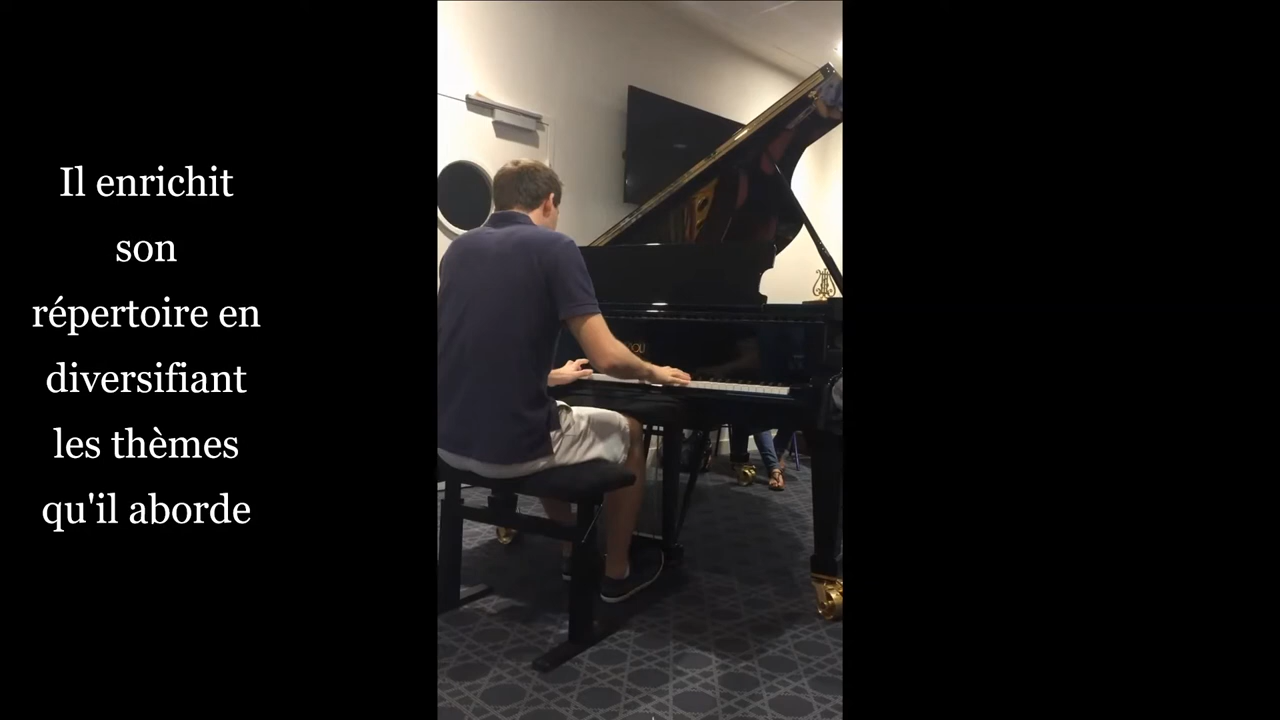 Il enrichit
son
répertoire en
diversifiant
les thèmes
qu'il aborde